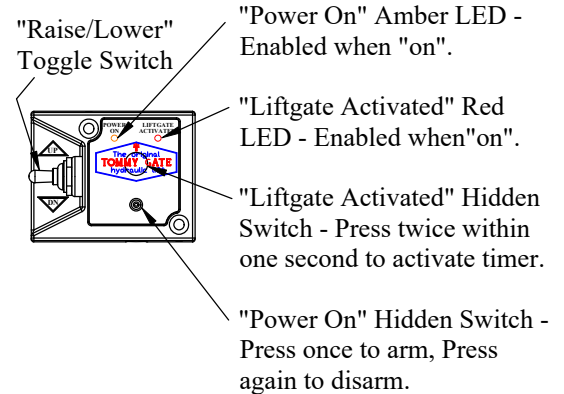 "Raise/Lower"
Toggle Switch
"Power On" Amber LED -
Enabled when "on".
"Liftgate Activated" Red
LED - Enabled when"on".
"Liftgate Activated" Hidden
Switch - Press twice within
one second to activate timer.
"Power On" Hidden Switch -
Press once to arm, Press
again to disarm.
POWER
ON
LIFTGATE
ACTIVATED
UP
DN
The original
TOMMY GATE
hydraulic